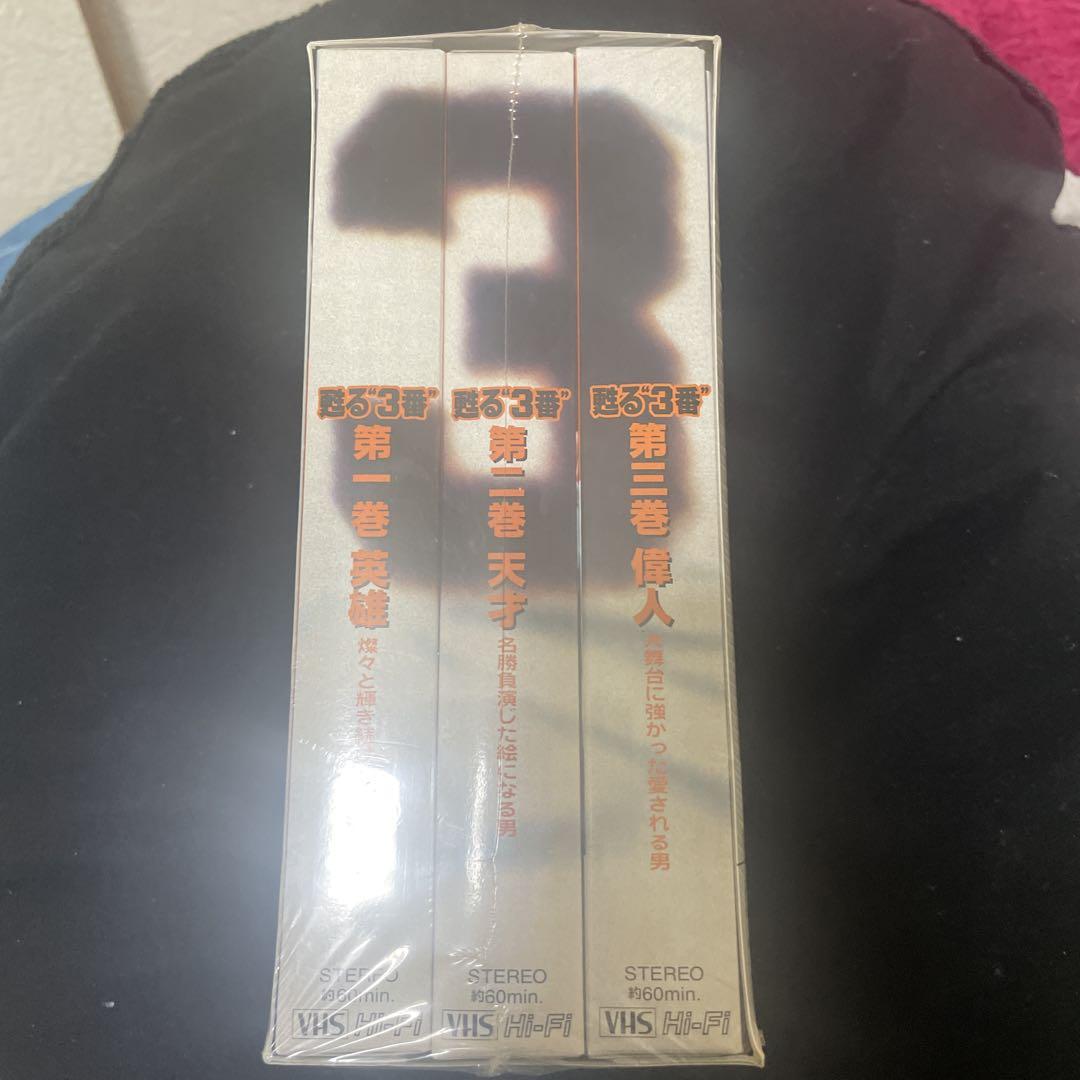 3
甦る“3番”
第一巻 英雄
燦々と輝き続
STEREO
約60min.
VHS Hi-Fi
甦る“3番”
第二巻 天才
名勝負演じた絵になる男
STEREO
約60min.
VHS Hi-Fi
甦る“3番”
第三巻 偉人
大舞台に強かった愛される男
STEREO
約60min.
VHS Hi-Fi